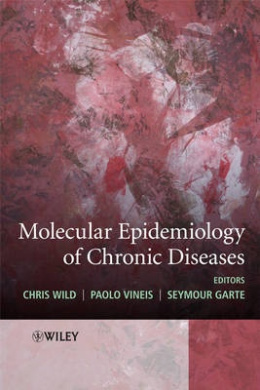 Molecular Epidemiology
of Chronic Diseases
EDITORS
CHRIS WILD | PAOLO VINEIS | SEYMOUR GARTE
WILEY